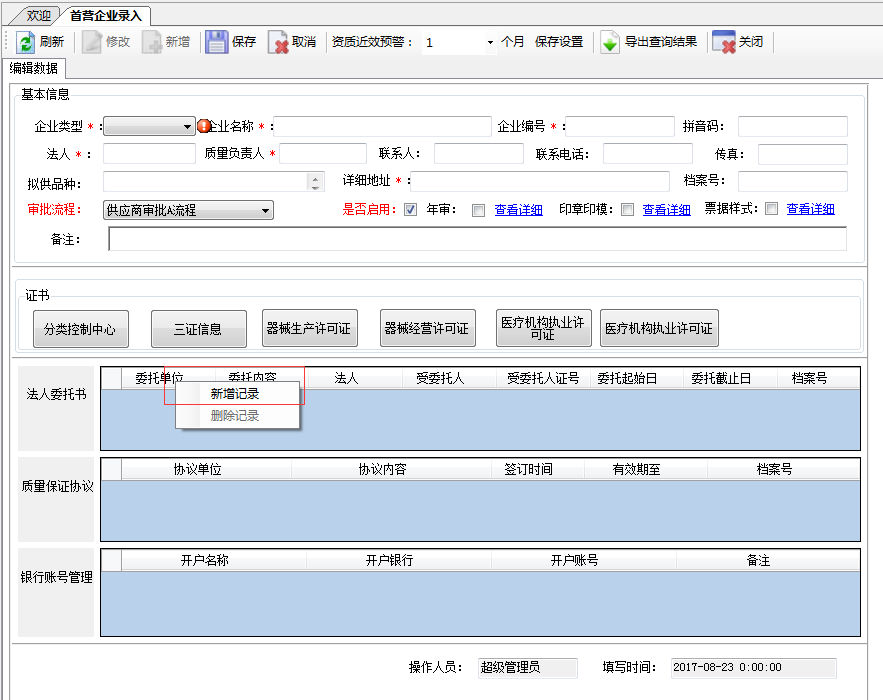 欢迎 首营企业录入
刷新 修改 新增 保存 取消 资质近效预警： 1 个月 保存设置 导出查询结果 关闭
编辑数据
基本信息
企业类型 *： 企业名称 *： 企业编号 *： 拼音码：
法人 *： 质量负责人 * 联系人： 联系电话： 传真：
拟供品种： 详细地址 *： 档案号：
审批流程： 供应商审批A流程 是否启用： 年审： 查看详细 印章印模： 查看详细 票据样式： 查看详细
备注：
证书
分类控制中心 三证信息 器械生产许可证 器械经营许可证 医疗机构执业许可证 医疗机构执业许可证
法人委托书 委托单位 委托内容 法人 受委托人 受委托人证号 委托起始日 委托截止日 档案号
新增记录
删除记录
质量保证协议 协议单位 协议内容 签订时间 有效期至 档案号
银行账号管理 开户名称 开户银行 开户账号 备注
操作人员： 超级管理员 填写时间： 2017-08-23 0:00:00